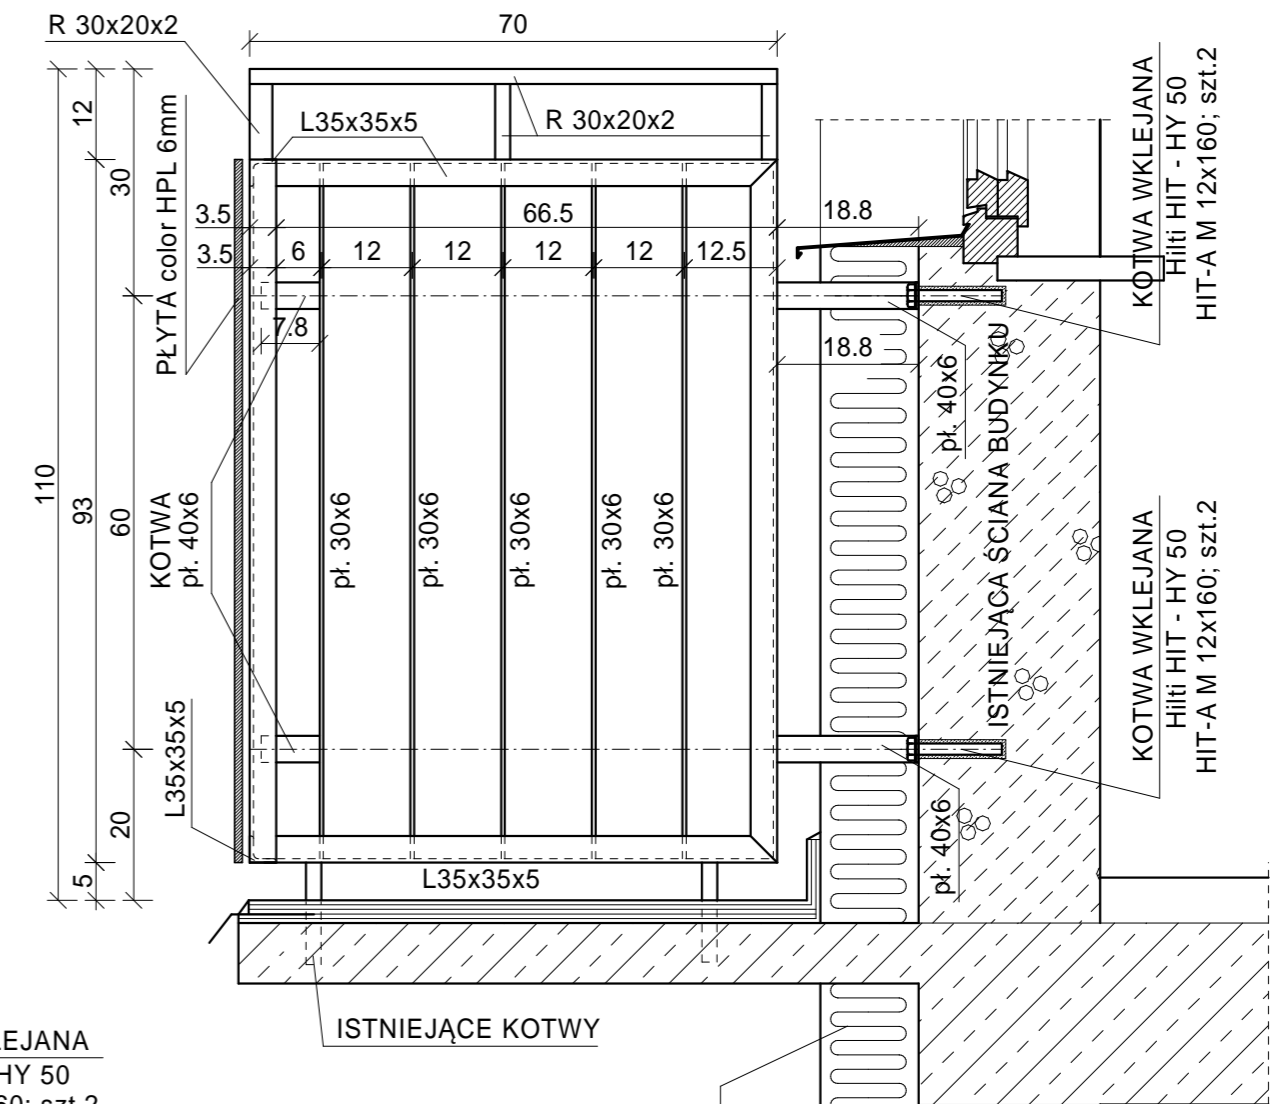 R 30x20x2
70
12
30
L35x35x5
R 30x20x2
PŁYTA color HPL 6mm
3.5
66.5
18.8
3.5
6
12
12
12
12
12.5
7.8
18.8
KOTWA WKLEJANA
Hilti HIT - HY 50
HIT-A M 12x160; szt.2
pł. 40x6
ISTNIEJĄCA ŚCIANA BUDYNKU
110
93
60
KOTWA
pł. 40x6
pł. 30x6
pł. 30x6
pł. 30x6
pł. 30x6
pł. 30x6
KOTWA WKLEJANA
Hilti HIT - HY 50
HIT-A M 12x160; szt.2
L35x35x5
20
5
L35x35x5
pł. 40x6
ISTNIEJĄCE KOTWY
EJANA
HY 50